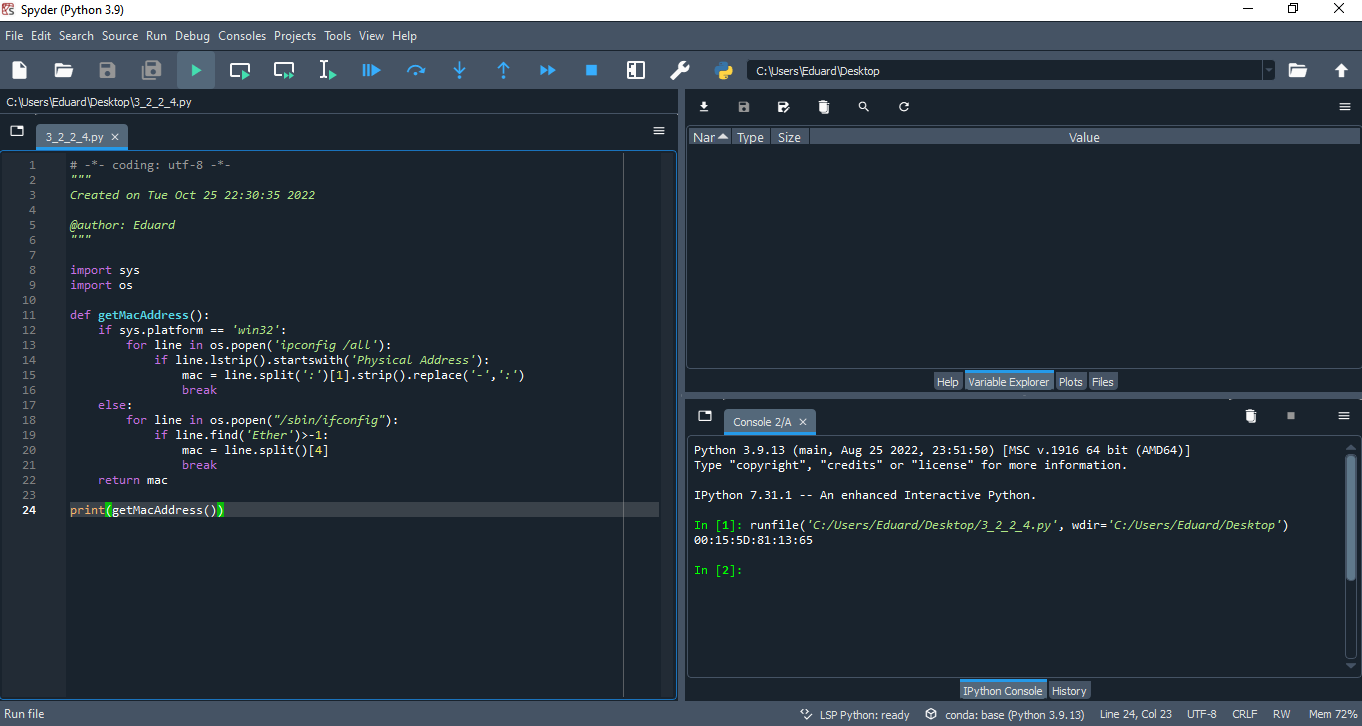 Spyder (Python 3.9)
File Edit Search Source Run Debug Consoles Projects Tools View Help
C:\Users\Eduard\Desktop
C:\Users\Eduard\Desktop\3_2_2_4.py
3_2_2_4.py
1 # -*- coding: utf-8 -*-
2 """
3 Created on Tue Oct 25 22:30:35 2022
4
5 @author: Eduard
6 """
7
8 import sys
9 import os
10
11 def getMacAddress():
12     if sys.platform == 'win32':
13         for line in os.popen('ipconfig /all'):
14             if line.lstrip().startswith('Physical Address'):
15                 mac = line.split(':')[1].strip().replace('-',':')
16                 break
17     else:
18         for line in os.popen("/sbin/ifconfig"):
19             if line.find('Ether')>-1:
20                 mac = line.split()[4]
21                 break
22     return mac
23
24 print(getMacAddress())
Nar Type Size Value
Help Variable Explorer Plots Files
Console 2/A
Python 3.9.13 (main, Aug 25 2022, 23:51:50) [MSC v.1916 64 bit (AMD64)]
Type "copyright", "credits" or "license" for more information.
IPython 7.31.1 -- An enhanced Interactive Python.
In [1]: runfile('C:/Users/Eduard/Desktop/3_2_2_4.py', wdir='C:/Users/Eduard/Desktop')
00:15:5D:81:13:65
In [2]:
IPython Console History
Run file LSP Python: ready conda: base (Python 3.9.13) Line 24, Col 23 UTF-8 CRLF RW Mem 72%